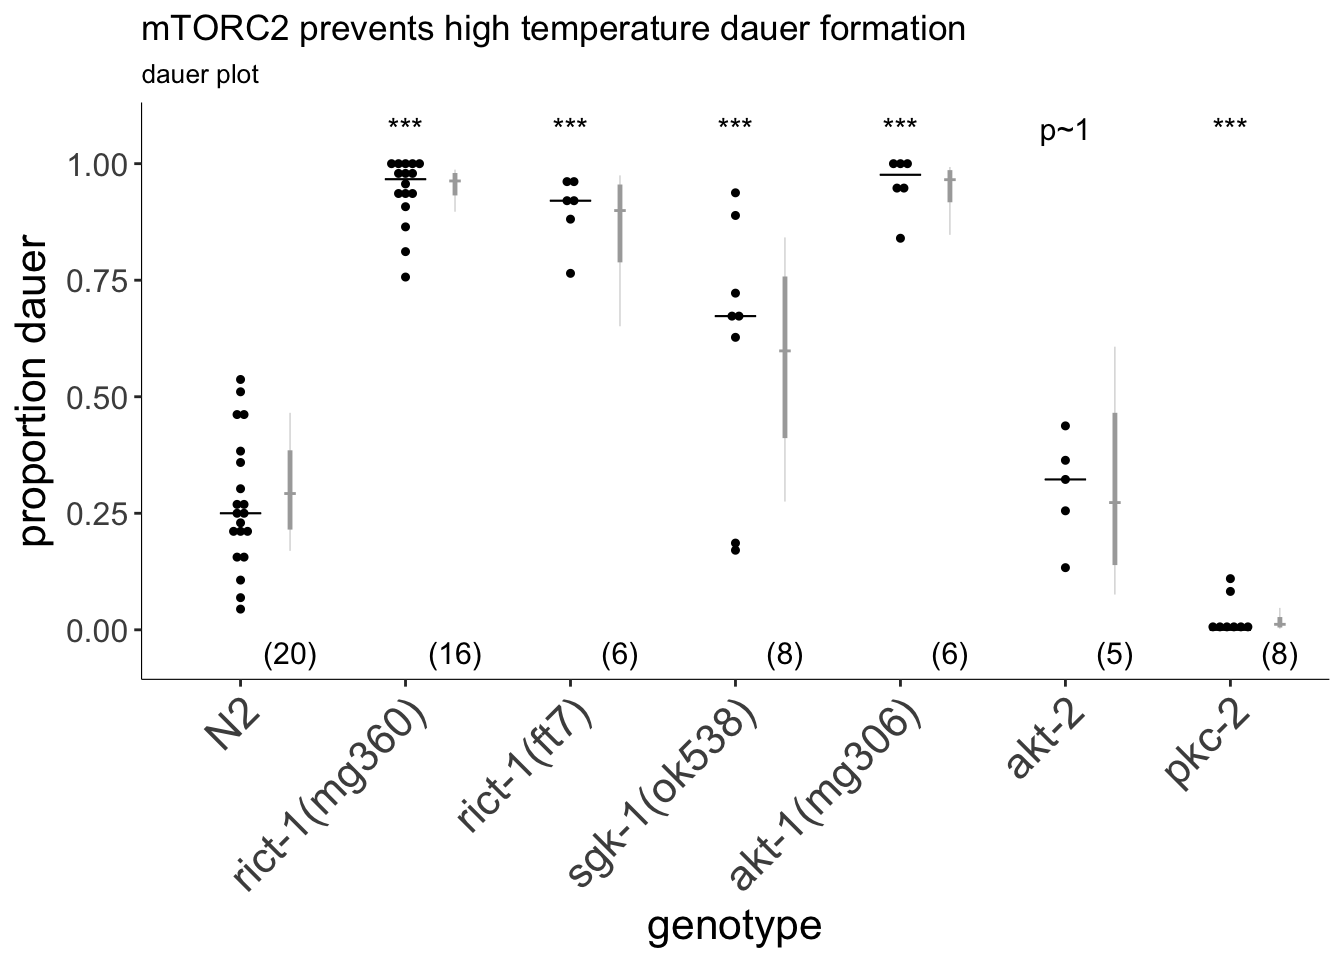 mTORC2 prevents high temperature dauer formation
dauer plot
*** *** *** *** p~1 ***
1.00
0.75
0.50
0.25
0.00
proportion dauer
(20) (16) (6) (8) (6) (5) (8)
N2
rict-1(mg360)
rict-1(ft7)
sgk-1(ok538)
akt-1(mg306)
akt-2
pkc-2
genotype